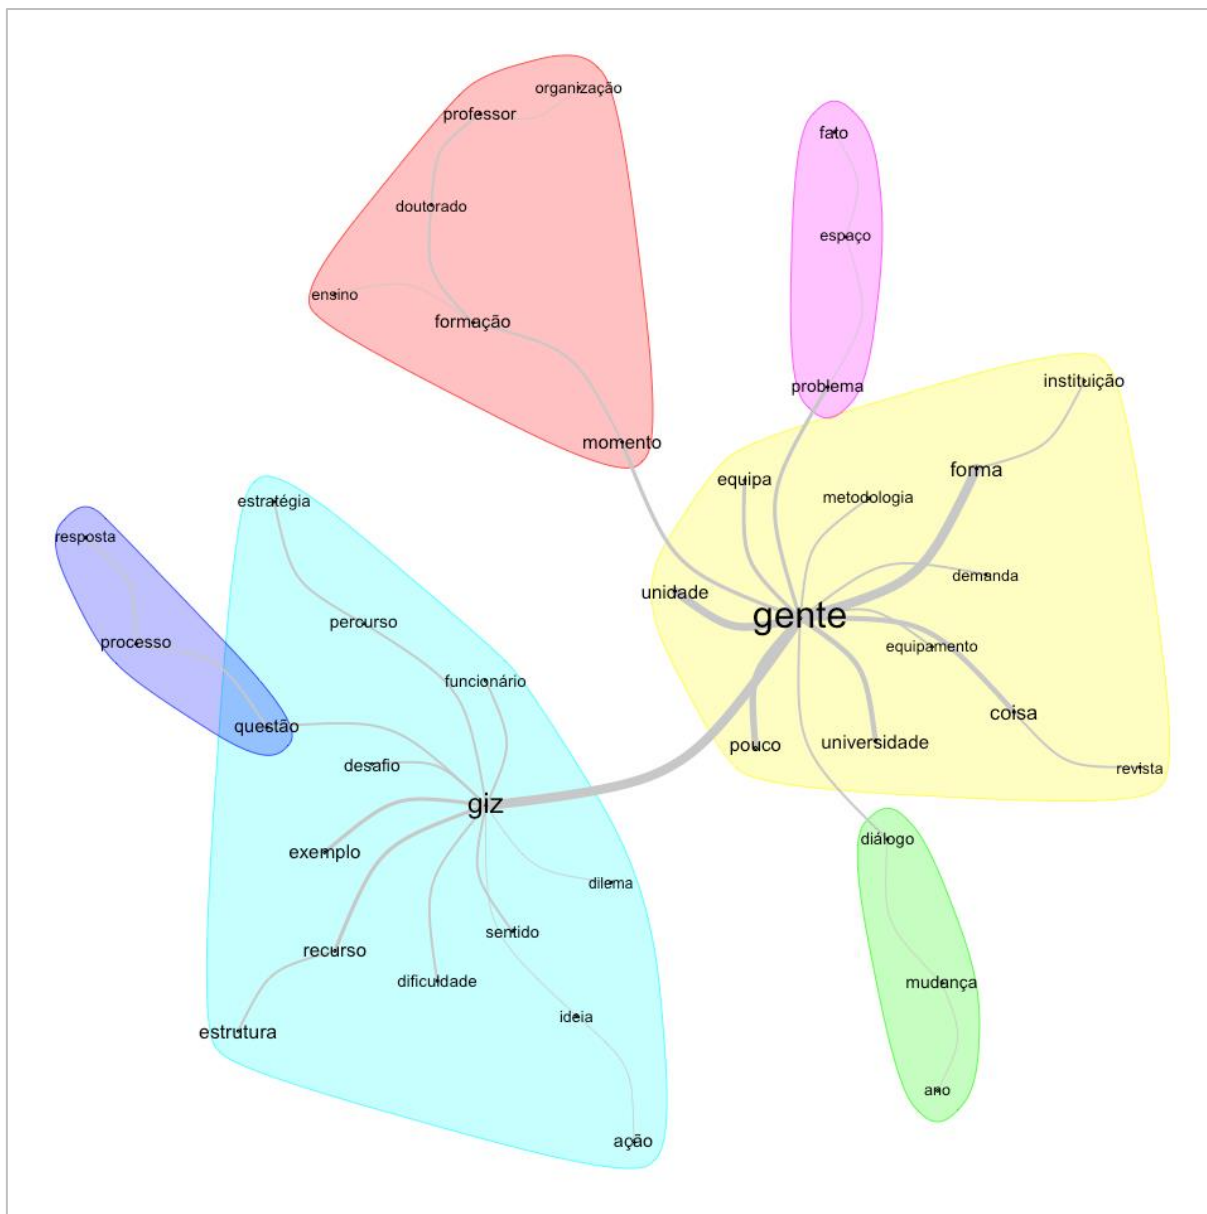 organização
professor
fato
doutorado
espaço
ensino
formação
instituição
problema
momento
forma
equipa
metodologia
estratégia
resposta
demanda
unidade
gente
percurso
processo
equipamento
funcionário
coisa
questão
pouco
universidade
desafio
revista
giz
diálogo
exemplo
dilema
sentido
recurso
dificuldade
mudança
ideia
estrutura
ano
ação